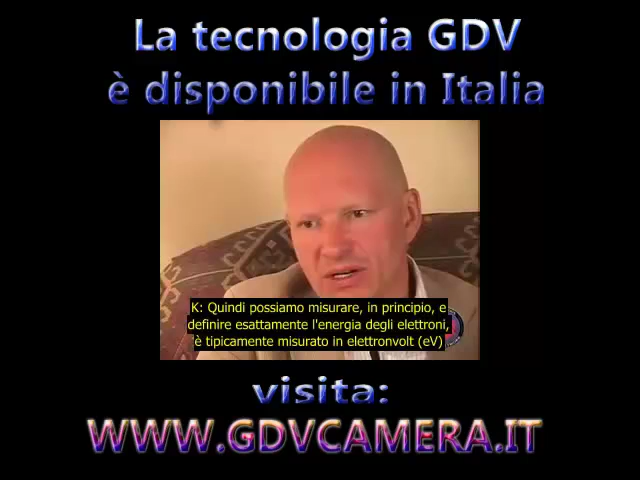 La tecnologia GDV
è disponibile in Italia
K: Quindi possiamo misurare, in principio, e
definire esattamente l'energia degli elettroni,
è tipicamente misurato in elettronvolt (eV)
visita:
WWW.GDVCAMERA.IT